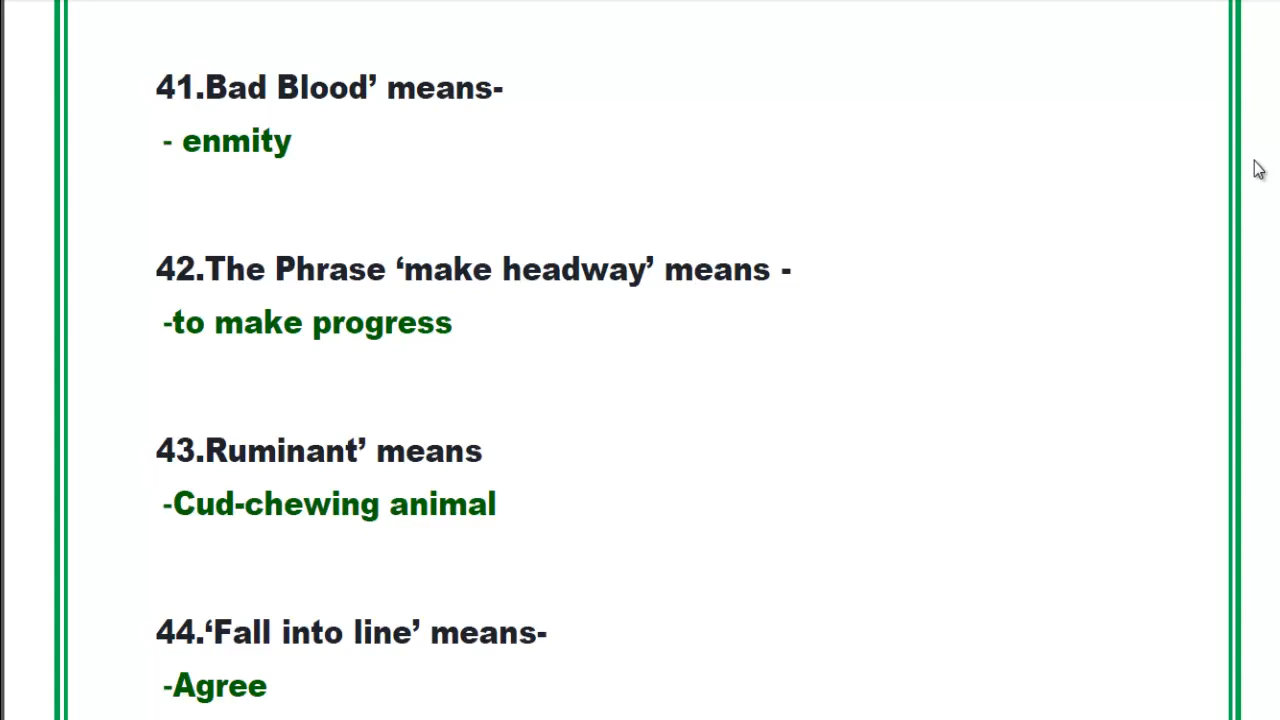 41.Bad Blood’ means-
- enmity
42.The Phrase ‘make headway’ means -
-to make progress
43.Ruminant’ means
-Cud-chewing animal
44.‘Fall into line’ means-
-Agree